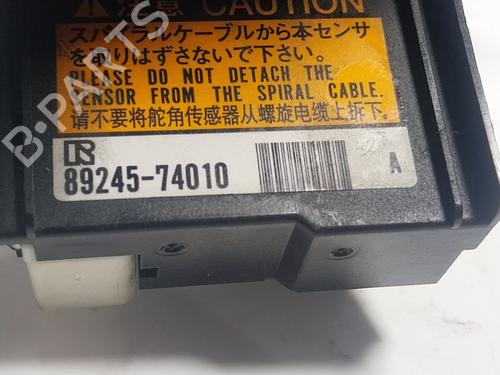 注意 CAUTION
スパイラルケーブルから本センサ
を取りはずさないで下さい。
PLEASE DO NOT DETACH THE
SENSOR FROM THE SPIRAL CABLE.
请不要将舵角传感器从螺旋电缆上拆下。
R
89245-74010
A
B-PARTS